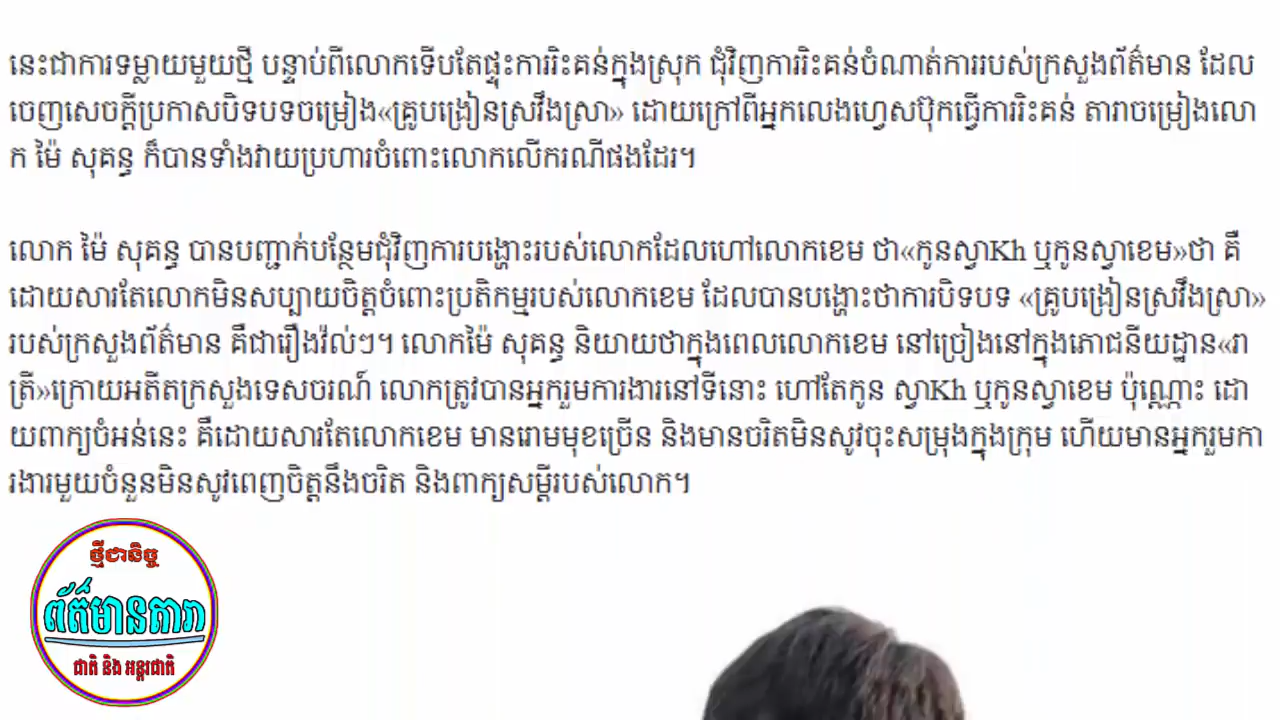 នេះជាការទម្លាយមួយថ្មី បន្ទាប់ពីលោកទើបតែផ្ទុះការរិះគន់ក្នុងស្រុក ជុំវិញការរិះគន់ចំណាត់ការរបស់ក្រសួងព័ត៌មាន ដែល
ចេញសេចក្តីប្រកាសបិទបទចម្រៀង«គ្រូបង្រៀនស្រវឹងស្រា» ដោយក្រៅពីអ្នកលេងហ្វេសប៊ុកធ្វើការរិះគន់ តារាចម្រៀងលោ
ក ម៉ៃ សុគន្ធ ក៏បានទាំងវាយប្រហារចំពោះលោកលើករណីផងដែរ។
លោក ម៉ៃ សុគន្ធ បានបញ្ជាក់បន្ថែមជុំវិញការបង្ហោះរបស់លោកដែលហៅលោកខេម ថា«កូនស្វាKh ឬកូនស្វាខេម»ថា គឺ
ដោយសារតែលោកមិនសប្បាយចិត្តចំពោះប្រតិកម្មរបស់លោកខេម ដែលបានបង្ហោះថាការបិទបទ «គ្រូបង្រៀនស្រវឹងស្រា»
របស់ក្រសួងព័ត៌មាន គឺជារឿងវ៉ល់ៗ។ លោកម៉ៃ សុគន្ធ និយាយថាក្នុងពេលលោកខេម នៅច្រៀងនៅក្នុងភោជនីយដ្ឋាន«រា
ត្រី»ក្រោយអតីតក្រសួងទេសចរណ៍ លោកត្រូវបានអ្នករួមការងារនៅទីនោះ ហៅតែកូន ស្វាKh ឬកូនស្វាខេម ប៉ុណ្ណោះ ដោ
យពាក្យចំអន់នេះ គឺដោយសារតែលោកខេម មានរោមមុខច្រើន និងមានចរិតមិនសូវចុះសម្រុងក្នុងក្រុម ហើយមានអ្នករួមកា
រងារមួយចំនួនមិនសូវពេញចិត្តនឹងចរិត និងពាក្យសម្តីរបស់លោក។
ថ្មីជានិច្ច
ព័ត៌មានតារា
ជាតិ និង អន្តរជាតិ